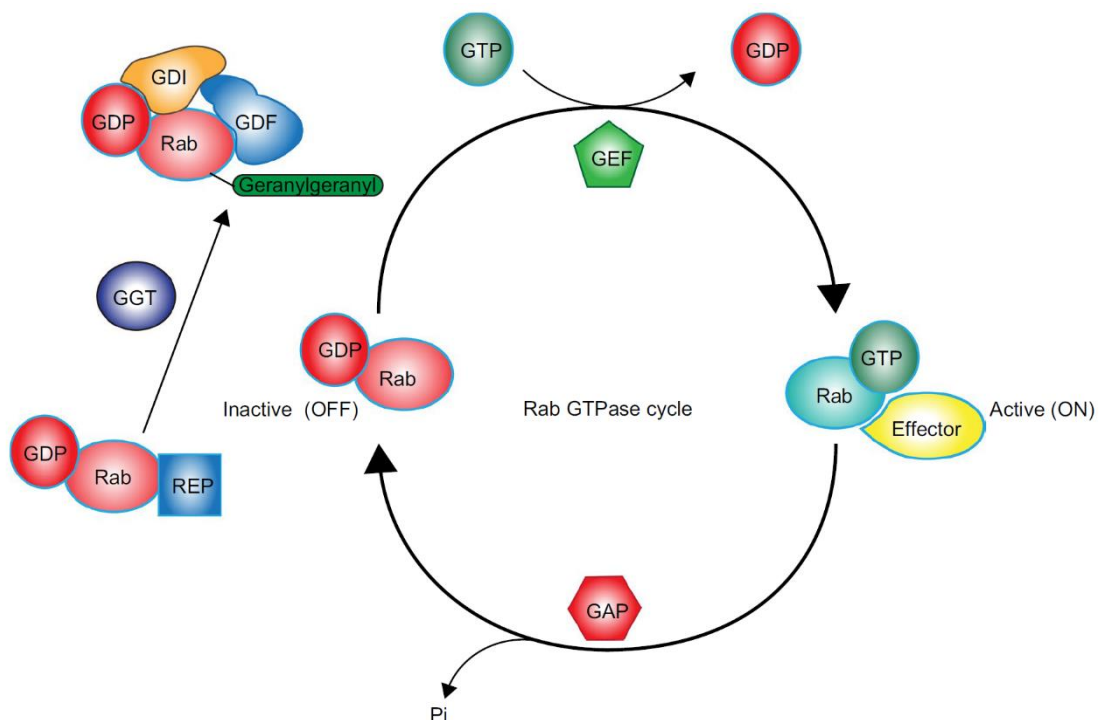 GTP
GDP
GDI
GDP
Rab
GDF
Geranylgeranyl
GEF
GGT
GDP
Rab
Inactive (OFF)
Rab GTPase cycle
GTP
Rab
Effector
Active (ON)
GDP
Rab
REP
GAP
Pi